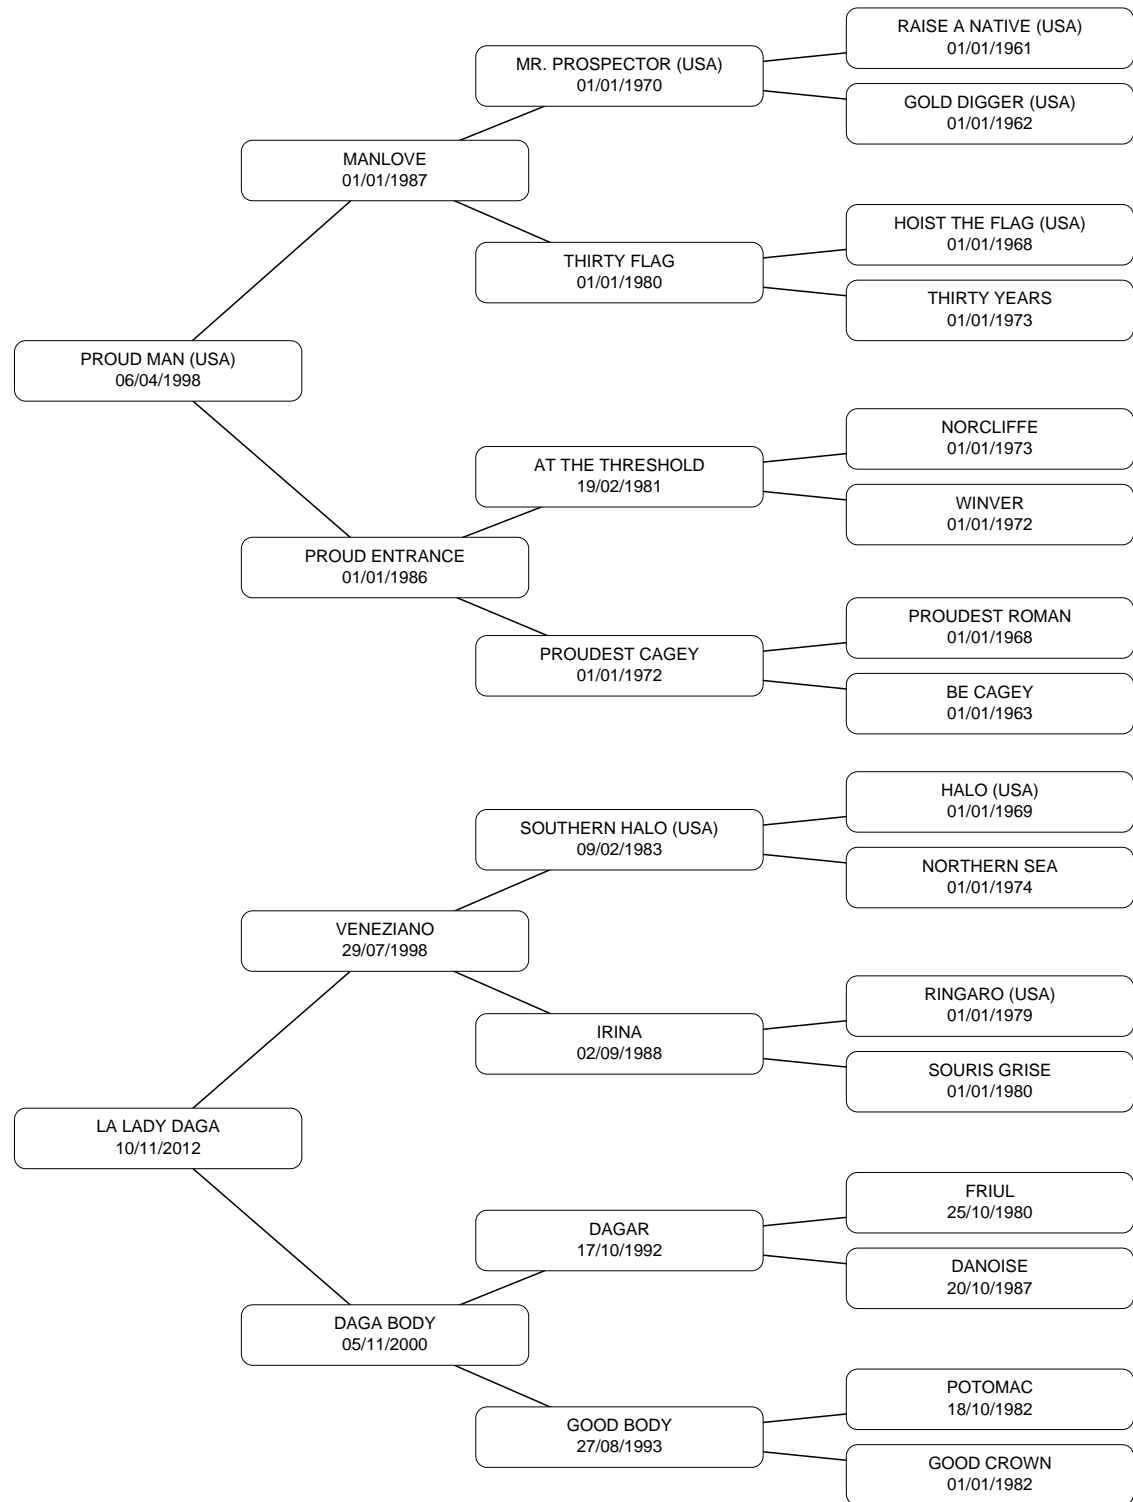 RAISE A NATIVE (USA)
01/01/1961
MR. PROSPECTOR (USA)
01/01/1970
GOLD DIGGER (USA)
01/01/1962
MANLOVE
01/01/1987
HOIST THE FLAG (USA)
01/01/1968
THIRTY FLAG
01/01/1980
THIRTY YEARS
01/01/1973
PROUD MAN (USA)
06/04/1998
NORCLIFFE
01/01/1973
AT THE THRESHOLD
19/02/1981
WINVER
01/01/1972
PROUD ENTRANCE
01/01/1986
PROUDEST ROMAN
01/01/1968
PROUDEST CAGEY
01/01/1972
BE CAGEY
01/01/1963
HALO (USA)
01/01/1969
SOUTHERN HALO (USA)
09/02/1983
NORTHERN SEA
01/01/1974
VENEZIANO
29/07/1998
RINGARO (USA)
01/01/1979
IRINA
02/09/1988
SOURIS GRISE
01/01/1980
LA LADY DAGA
10/11/2012
FRIUL
25/10/1980
DAGAR
17/10/1992
DANOISE
20/10/1987
DAGA BODY
05/11/2000
POTOMAC
18/10/1982
GOOD BODY
27/08/1993
GOOD CROWN
01/01/1982